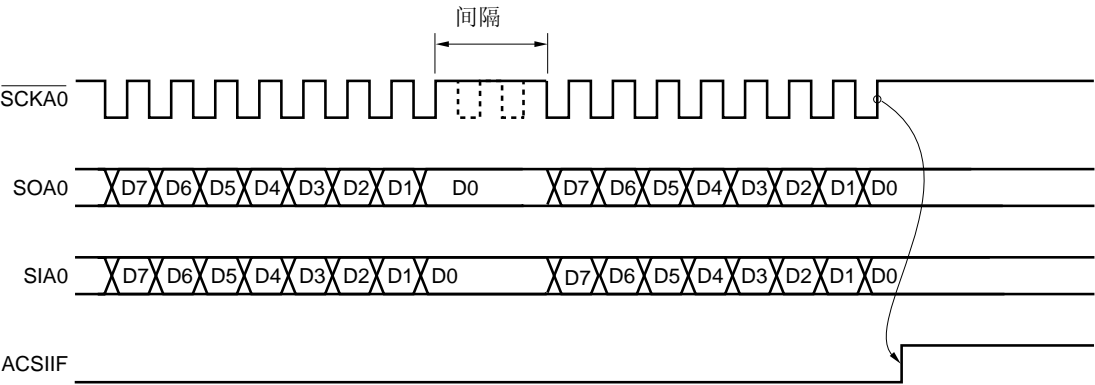 间隔
SCKA0
SOA0 D7 D6 D5 D4 D3 D2 D1 D0 D7 D6 D5 D4 D3 D2 D1 D0
SIA0 D7 D6 D5 D4 D3 D2 D1 D0 D7 D6 D5 D4 D3 D2 D1 D0
ACSIIF